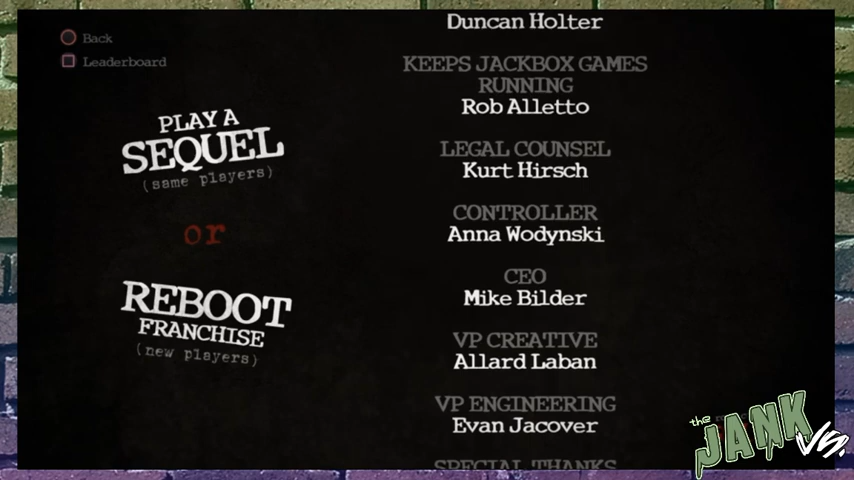 Back
Leaderboard
PLAY A
SEQUEL
(same players)
or
REBOOT
FRANCHISE
(new players)
Duncan Holter
KEEPS JACKBOX GAMES
RUNNING
Rob Alletto
LEGAL COUNSEL
Kurt Hirsch
CONTROLLER
Anna Wodynski
CEO
Mike Bilder
VP CREATIVE
Allard Laban
VP ENGINEERING
Evan Jacover
SPECIAL THANKS
the
JANK
VS.